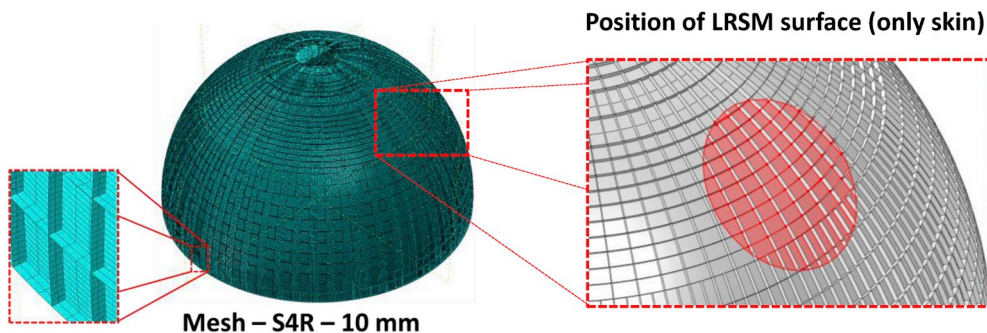 Position of LRSM surface (only skin)
Mesh – S4R – 10 mm